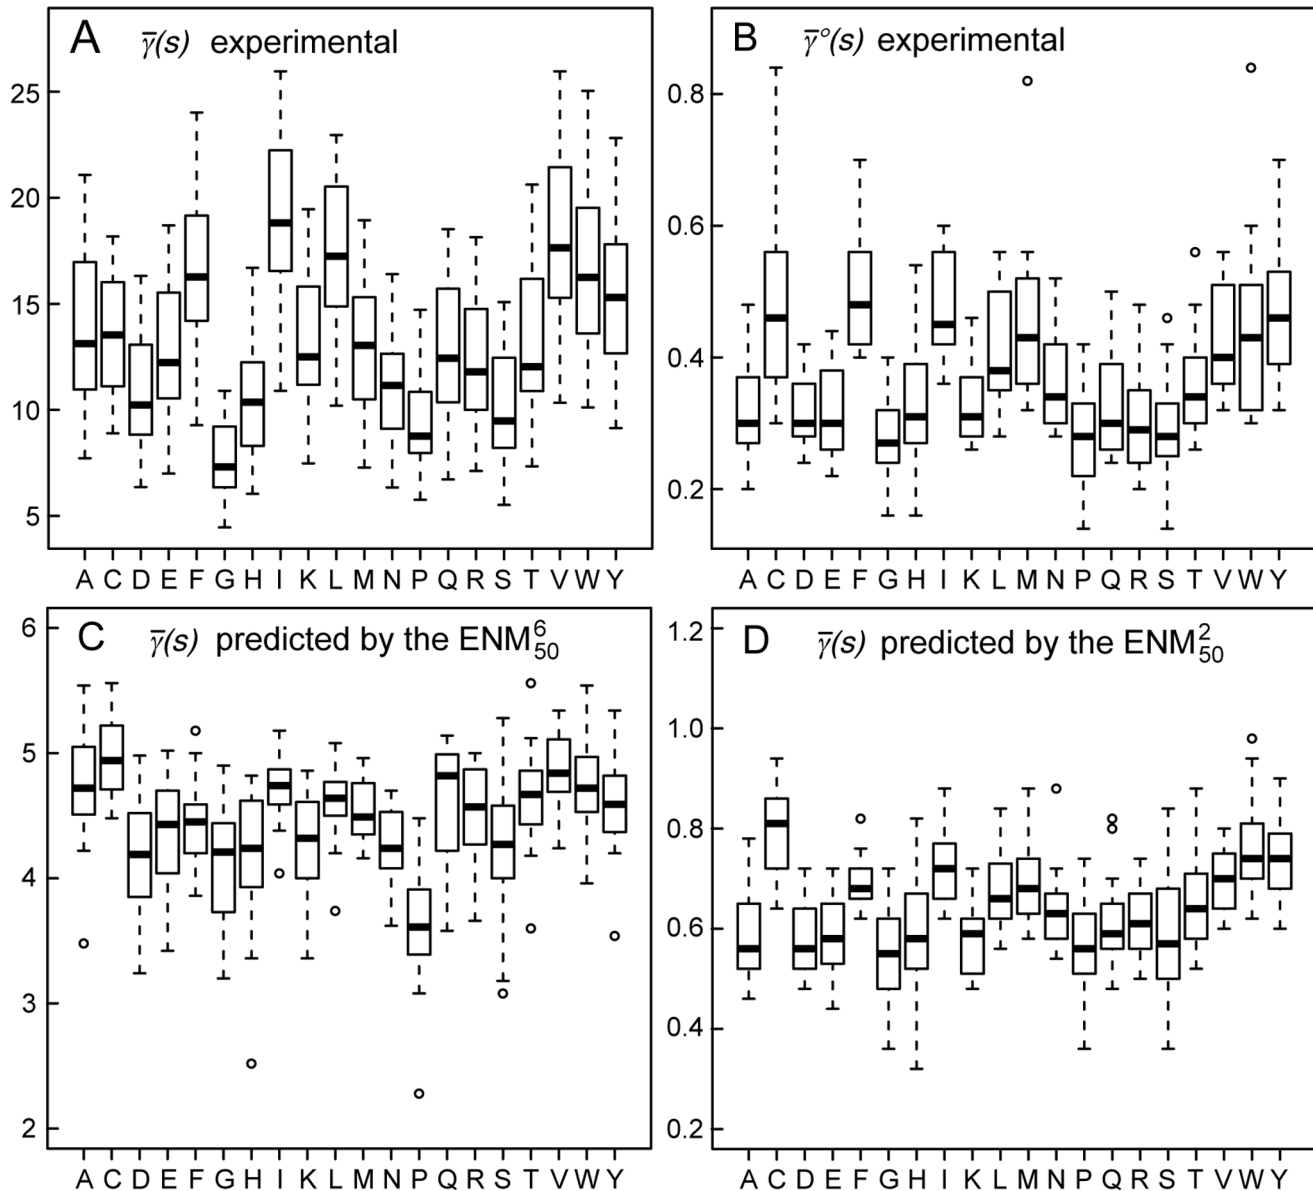 A γ̅(s) experimental
25
20
15
10
5
A C D E F G H I K L M N P Q R S T V W Y
B γ̅°(s) experimental
0.8
0.6
0.4
0.2
A C D E F G H I K L M N P Q R S T V W Y
C γ̅(s) predicted by the ENM⁶₅₀
6
5
4
3
2
A C D E F G H I K L M N P Q R S T V W Y
D γ̅(s) predicted by the ENM²₅₀
1.2
1.0
0.8
0.6
0.4
0.2
A C D E F G H I K L M N P Q R S T V W Y